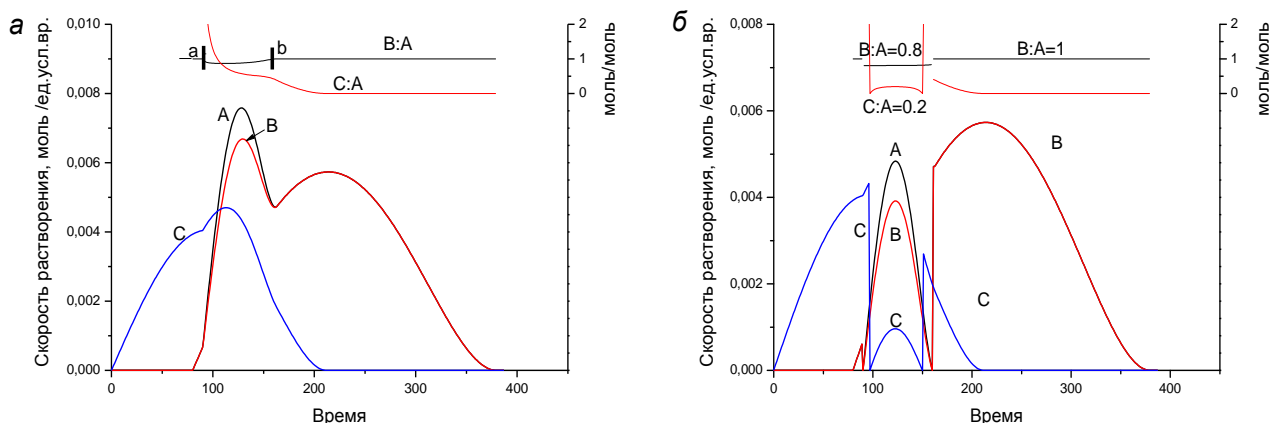 а
Скорость растворения, моль /ед.усл.вр.
0,010
0,008
0,006
0,004
0,002
0,000
0
100
200
300
400
Время
2
1
0
моль/моль
a
b
B:A
C:A
A
B
C
б
Скорость растворения, моль /ед.усл.вр.
0,008
0,006
0,004
0,002
0,000
0
100
200
300
400
Время
2
1
0
моль/моль
B:A=0.8
B:A=1
C:A=0.2
A
B
C
B
C
C